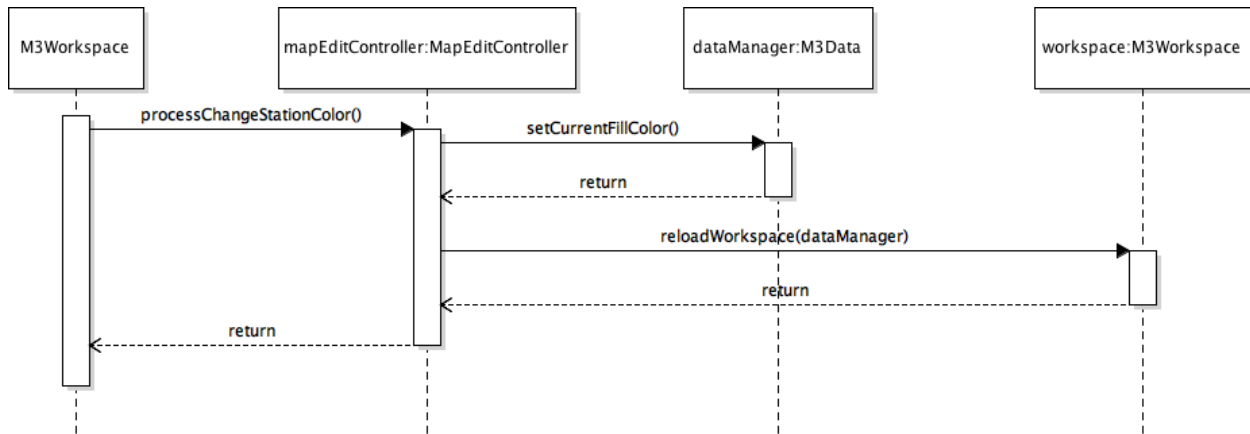 M3Workspace
mapEditController:MapEditController
dataManager:M3Data
workspace:M3Workspace
processChangeStationColor()
setCurrentFillColor()
return
reloadWorkspace(dataManager)
return
return